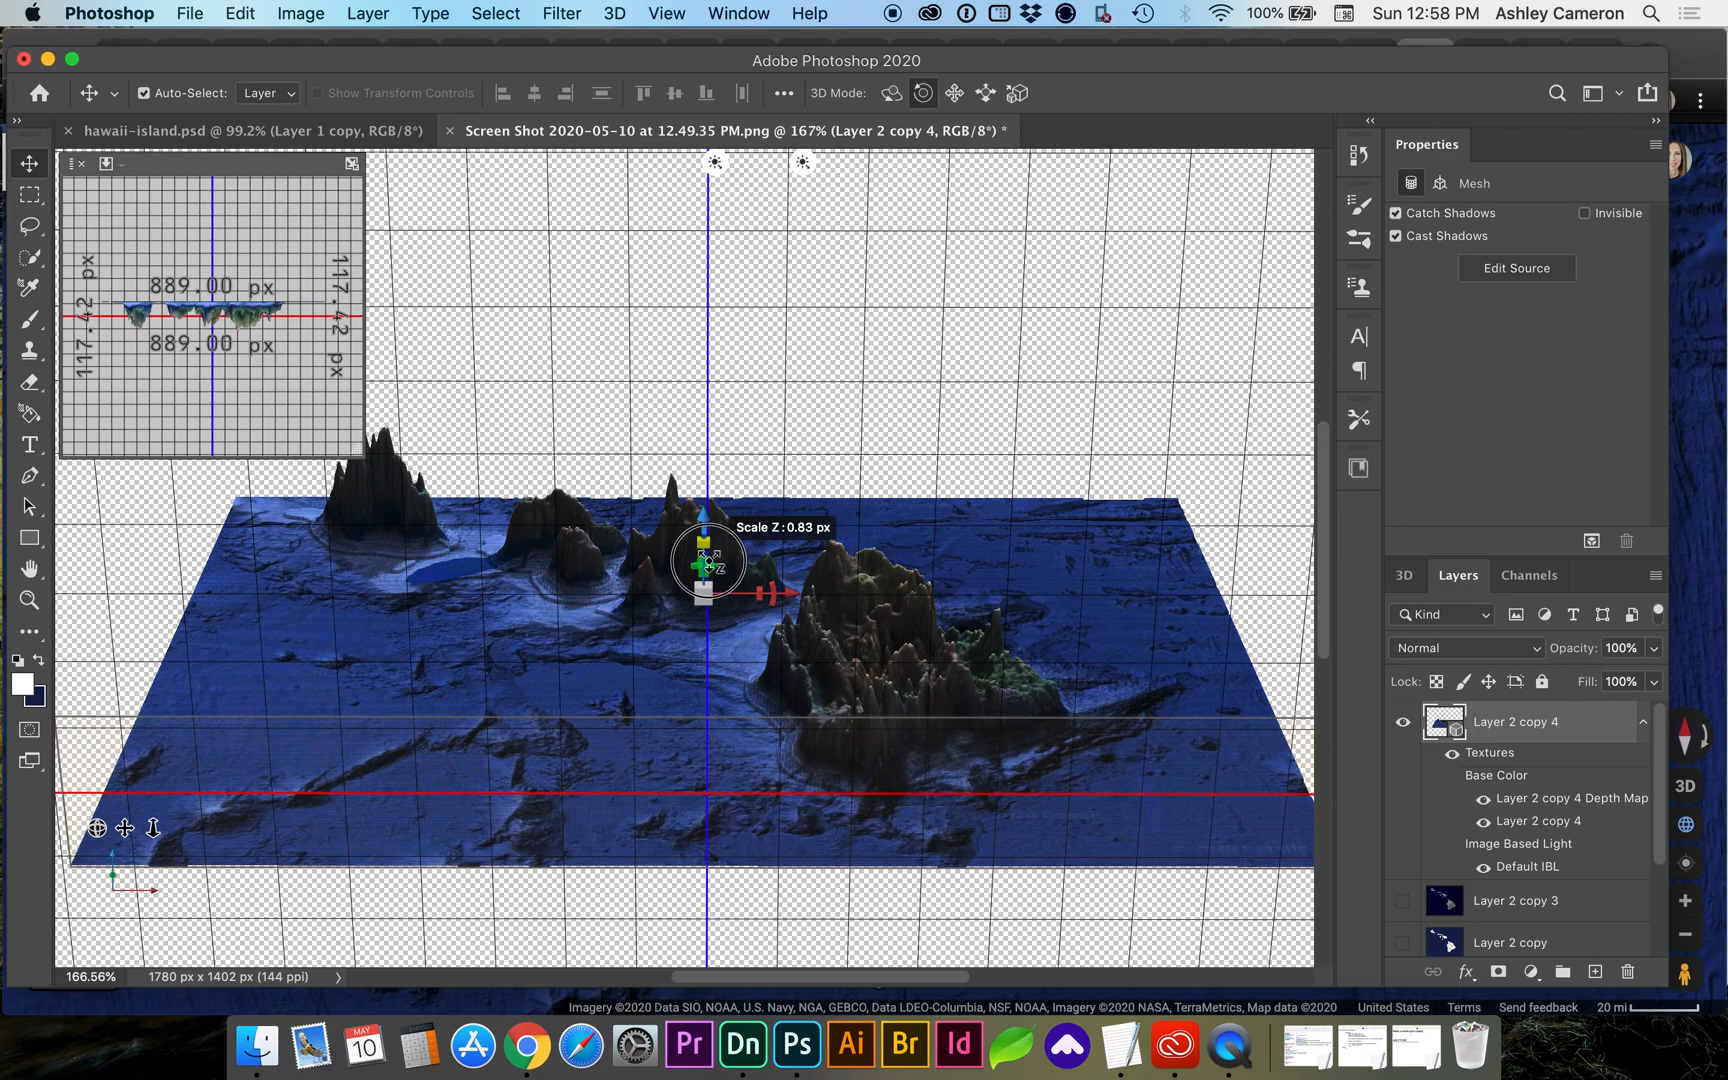 Photoshop File Edit Image Layer Type Select Filter 3D View Window Help 100% Sun 12:58 PM Ashley Cameron
Adobe Photoshop 2020
Auto-Select: Layer Show Transform Controls 3D Mode:
hawaii-island.psd @ 99.2% (Layer 1 copy, RGB/8*) Screen Shot 2020-05-10 at 12.49.35 PM.png @ 167% (Layer 2 copy 4, RGB/8*) *
889.00 px
117.42 px
117.42 px
889.00 px
Scale Z : 0.83 px
Z
166.56% 1780 px x 1402 px (144 ppi)
Properties
Mesh
Catch Shadows Invisible
Cast Shadows
Edit Source
3D Layers Channels
Kind
Normal Opacity: 100%
Lock: Fill: 100%
Layer 2 copy 4
Textures
Base Color
Layer 2 copy 4 Depth Map
Layer 2 copy 4
Image Based Light
Default IBL
Layer 2 copy 3
Layer 2 copy
fx
3D
Imagery ©2020 Data SIO, NOAA, U.S. Navy, NGA, GEBCO, Data LDEO-Columbia, NSF, NOAA, Imagery ©2020 NASA, TerraMetrics, Map data ©2020 United States Terms Send feedback 20 mi
MAY
10
Pr Dn Ps Ai Br Id